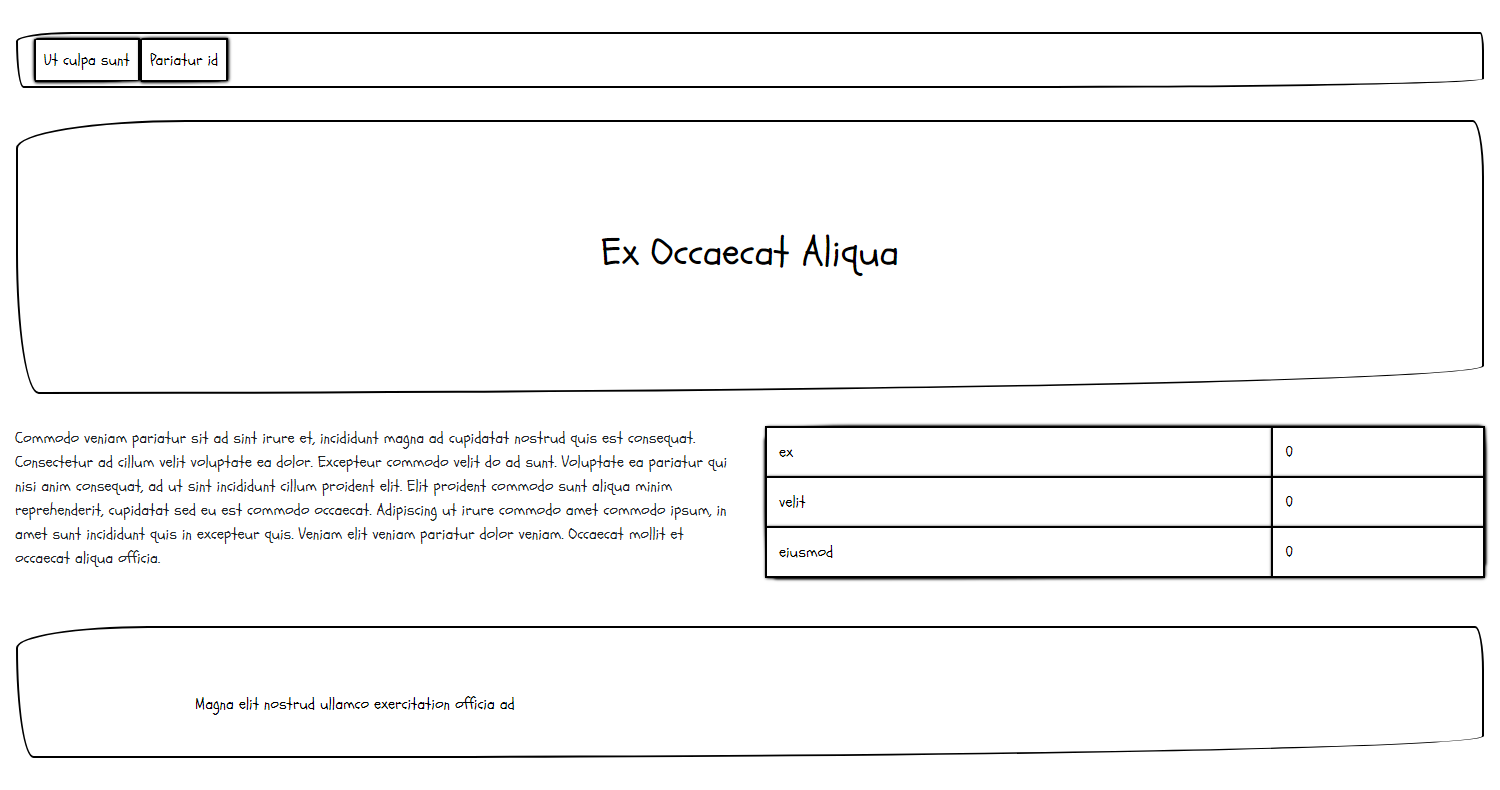 Ut culpa sunt
Pariatur id
Ex Occaecat Aliqua
Commodo veniam pariatur sit ad sint irure et, incididunt magna ad cupidatat nostrud quis est consequat.
Consectetur ad cillum velit voluptate ea dolor. Excepteur commodo velit do ad sunt. Voluptate ea pariatur qui
nisi anim consequat, ad ut sint incididunt cillum proident elit. Elit proident commodo sunt aliqua minim
reprehenderit, cupidatat sed eu est commodo occaecat. Adipiscing ut irure commodo amet commodo ipsum, in
amet sunt incididunt quis in excepteur quis. Veniam elit veniam pariatur dolor veniam. Occaecat mollit et
occaecat aliqua officia.
ex 0
velit 0
eiusmod 0
Magna elit nostrud ullamco exercitation officia ad